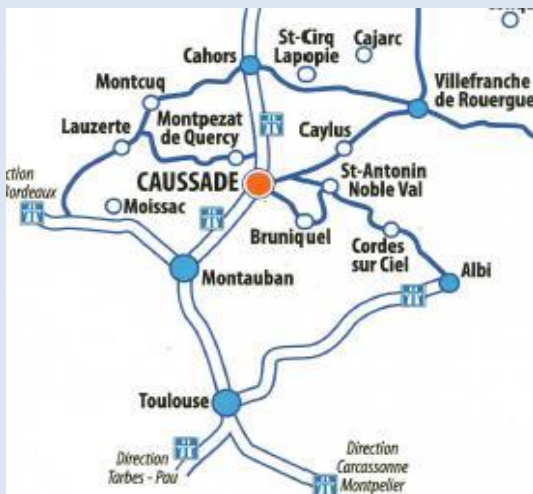 Cahors
St-Cirq
Lapopie
Cajarc
Montcuq
Villefranche
de Rouergue
Montpezat
de Quercy
Lauzerte
Caylus
CAUSSADE
St-Antonin
Noble Val
Moissac
Bruniquel
Cordes
sur Ciel
Montauban
Albi
Toulouse
Direction
Tarbes - Pau
Direction
Carcassonne
Montpelier